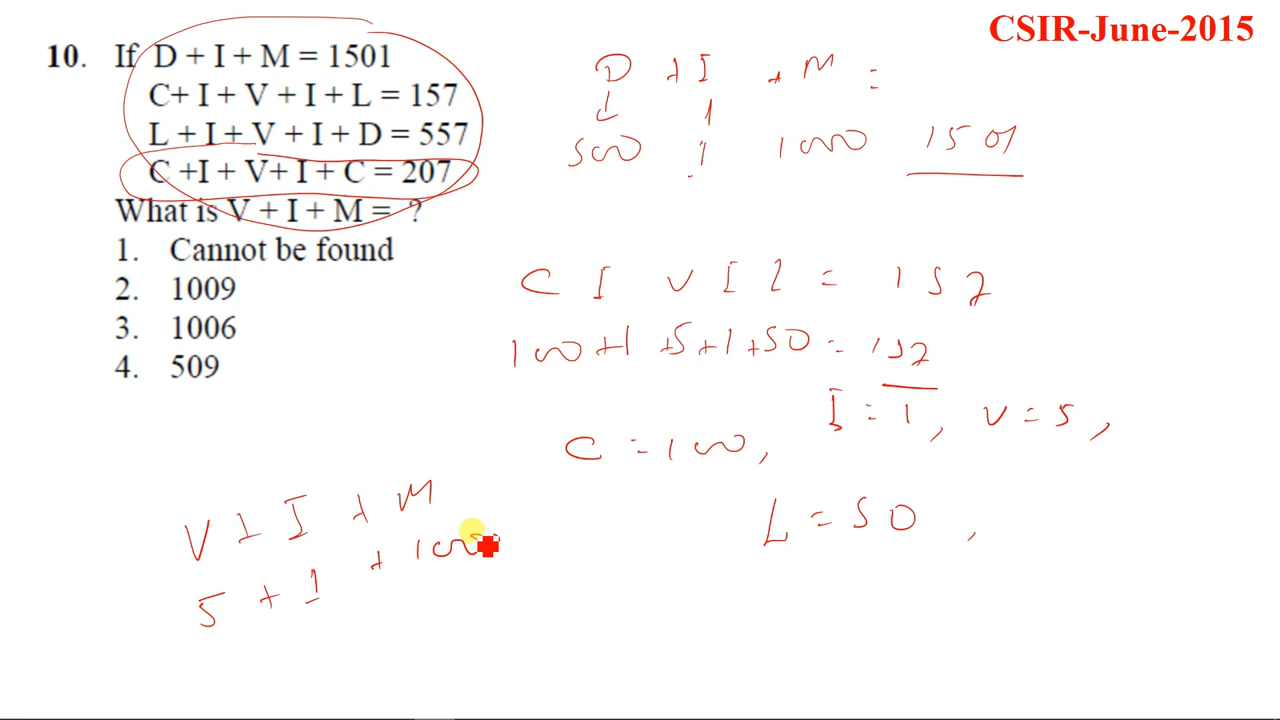 CSIR-June-2015
10. If D + I + M = 1501
C+ I + V + I + L = 157
L + I + V + I + D = 557
C +I + V+ I + C = 207
What is V + I + M = ?
1. Cannot be found
2. 1009
3. 1006
4. 509
D + I + M =
500 1 1000 1501
C I V I L = 157
100 + 1 + 5 + 1 + 50 = 157
I = 1, V = 5,
C = 100,
L = 50,
V + I + M
5 + 1 + 1000